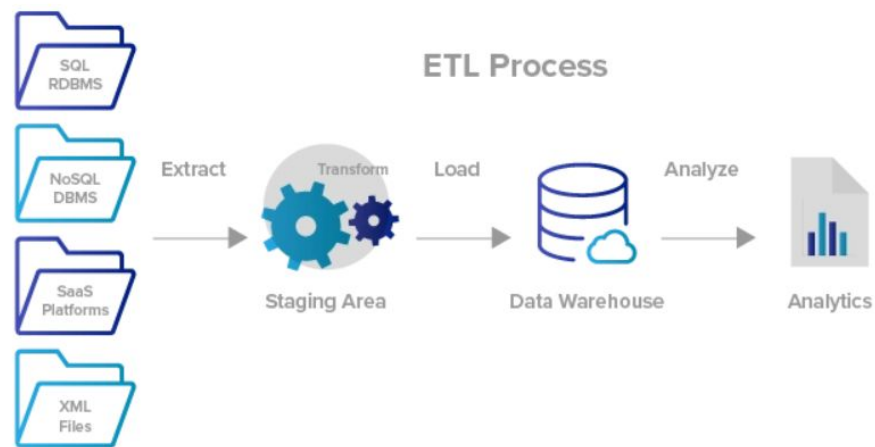 SQL
RDBMS
ETL Process
NoSQL
DBMS
Extract
Transform
Load
Analyze
SaaS
Platforms
Staging Area
Data Warehouse
Analytics
XML
Files